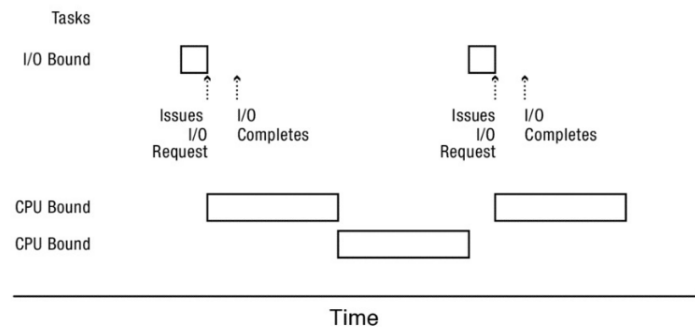 Tasks
I/O Bound
Issues
I/O
Request
I/O
Completes
Issues
I/O
Request
I/O
Completes
CPU Bound
CPU Bound
Time